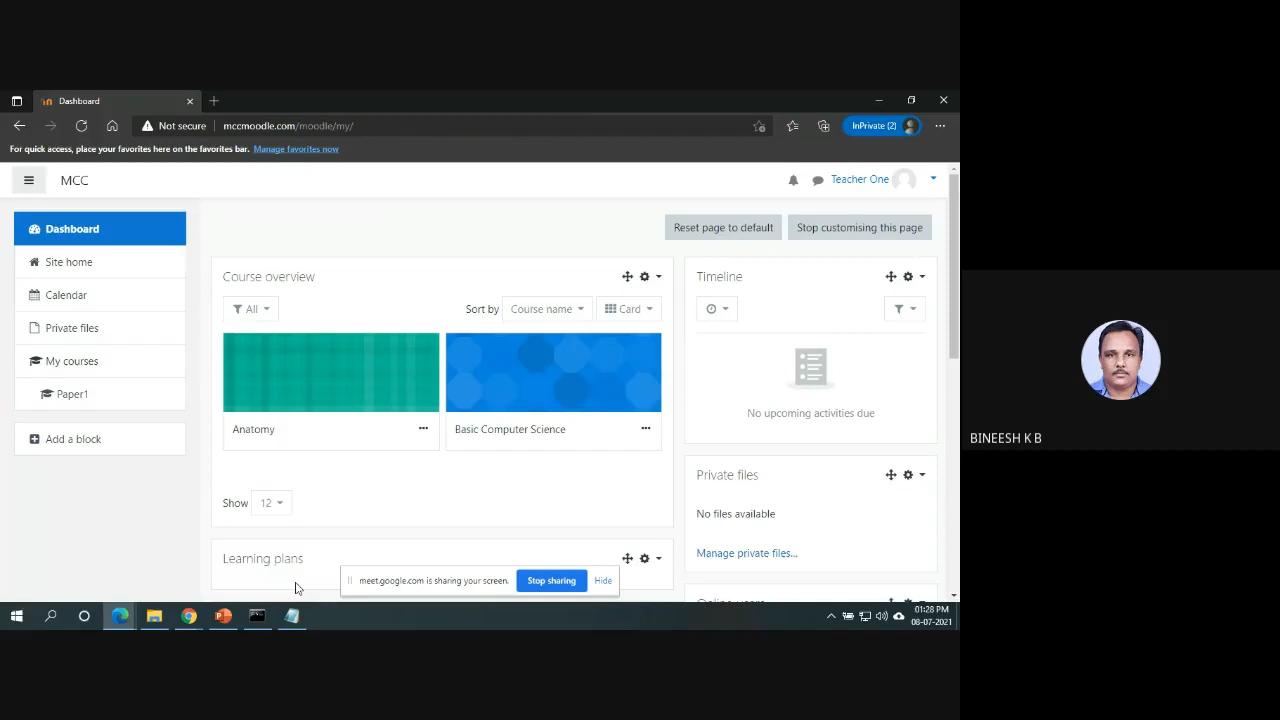 Dashboard
Not secure
mccmoodle.com/moodle/my/
InPrivate (2)
For quick access, place your favorites here on the favorites bar. Manage favorites now
MCC
Teacher One
Dashboard
Site home
Calendar
Private files
My courses
Paper1
Add a block
Reset page to default
Stop customising this page
Course overview
All
Sort by
Course name
Card
Anatomy
Basic Computer Science
Show
12
Learning plans
Timeline
No upcoming activities due
Private files
No files available
Manage private files...
Online users
meet.google.com is sharing your screen.
Stop sharing
Hide
01:28 PM
08-07-2021
BINEESH K B